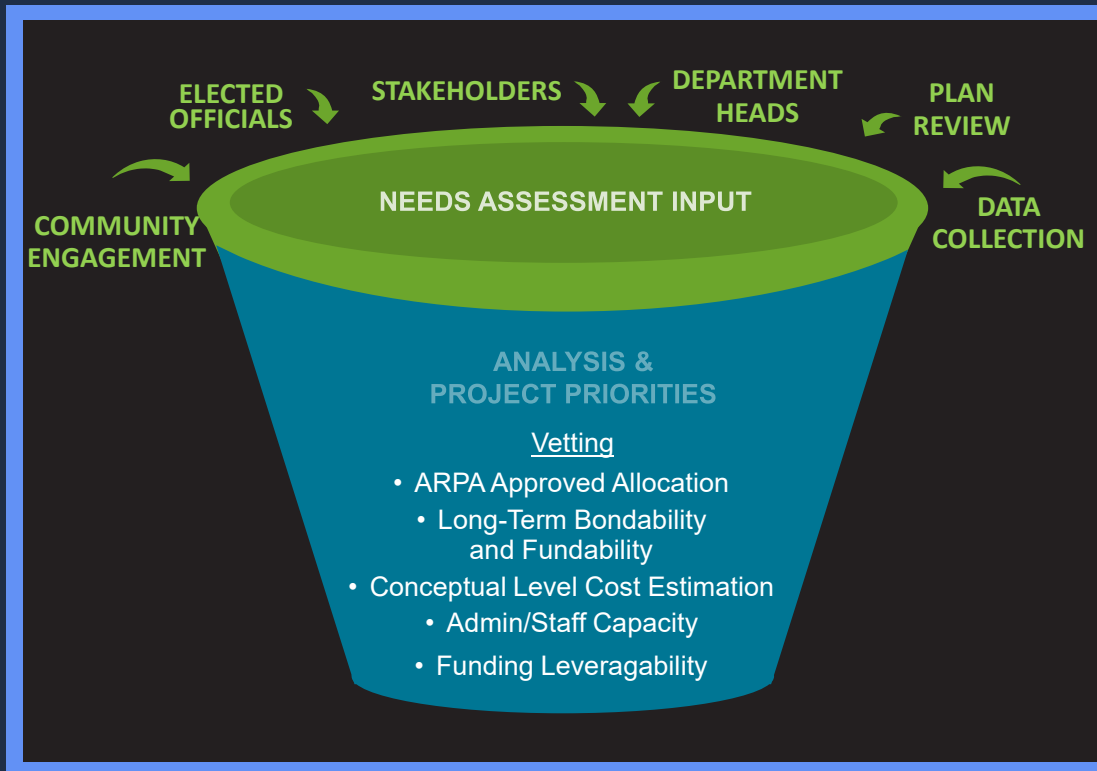 ELECTED
OFFICIALS
STAKEHOLDERS
DEPARTMENT
HEADS
PLAN
REVIEW
COMMUNITY
ENGAGEMENT
NEEDS ASSESSMENT INPUT
DATA
COLLECTION
ANALYSIS &
PROJECT PRIORITIES
Vetting
• ARPA Approved Allocation
• Long-Term Bondability
and Fundability
• Conceptual Level Cost Estimation
• Admin/Staff Capacity
• Funding Leveragability